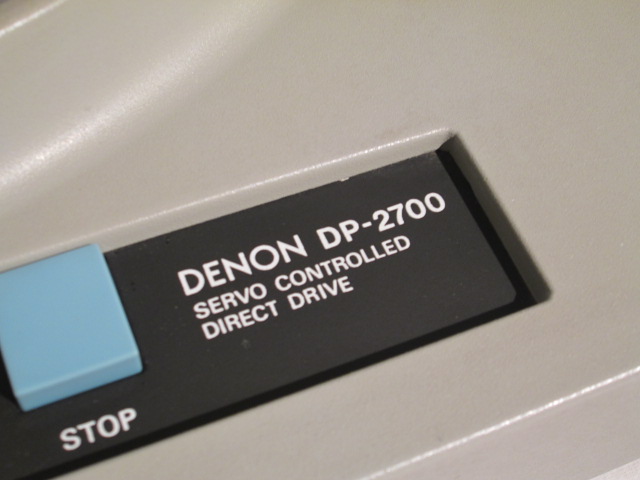 DENON DP-2700
SERVO CONTROLLED
DIRECT DRIVE
STOP